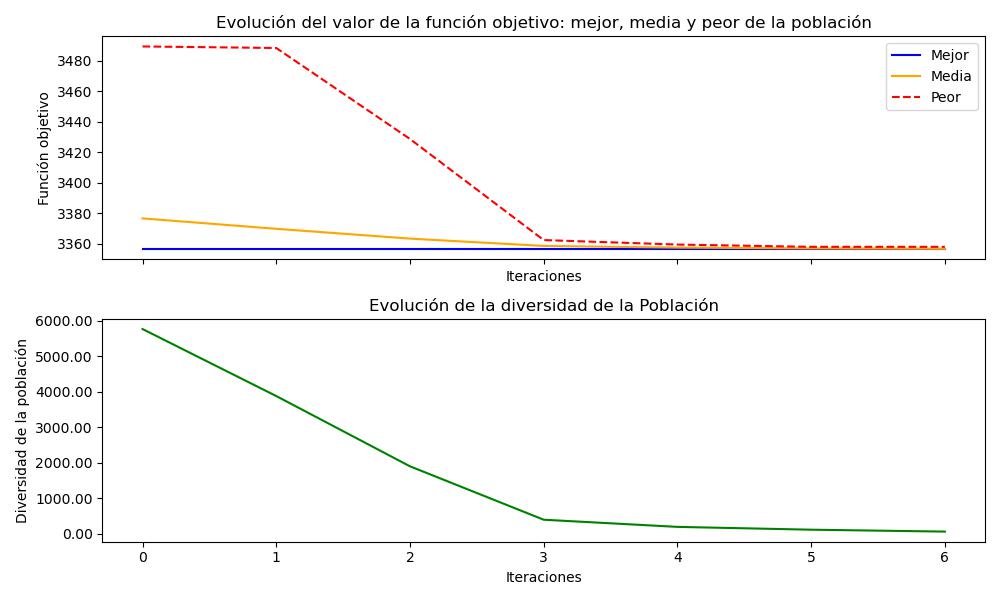 Evolución del valor de la función objetivo: mejor, media y peor de la población
Función objetivo
3480
3460
3440
3420
3400
3380
3360
Mejor
Media
Peor
Iteraciones
Evolución de la diversidad de la Población
Diversidad de la población
6000.00
5000.00
4000.00
3000.00
2000.00
1000.00
0.00
0 1 2 3 4 5 6
Iteraciones